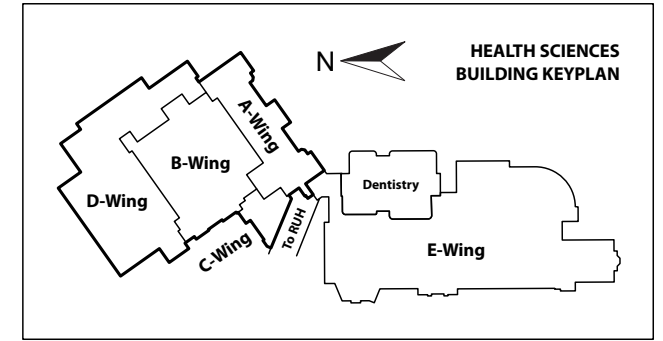 HEALTH SCIENCES
BUILDING KEYPLAN
N
A-Wing
B-Wing
D-Wing
C-Wing
To RUH
Dentistry
E-Wing